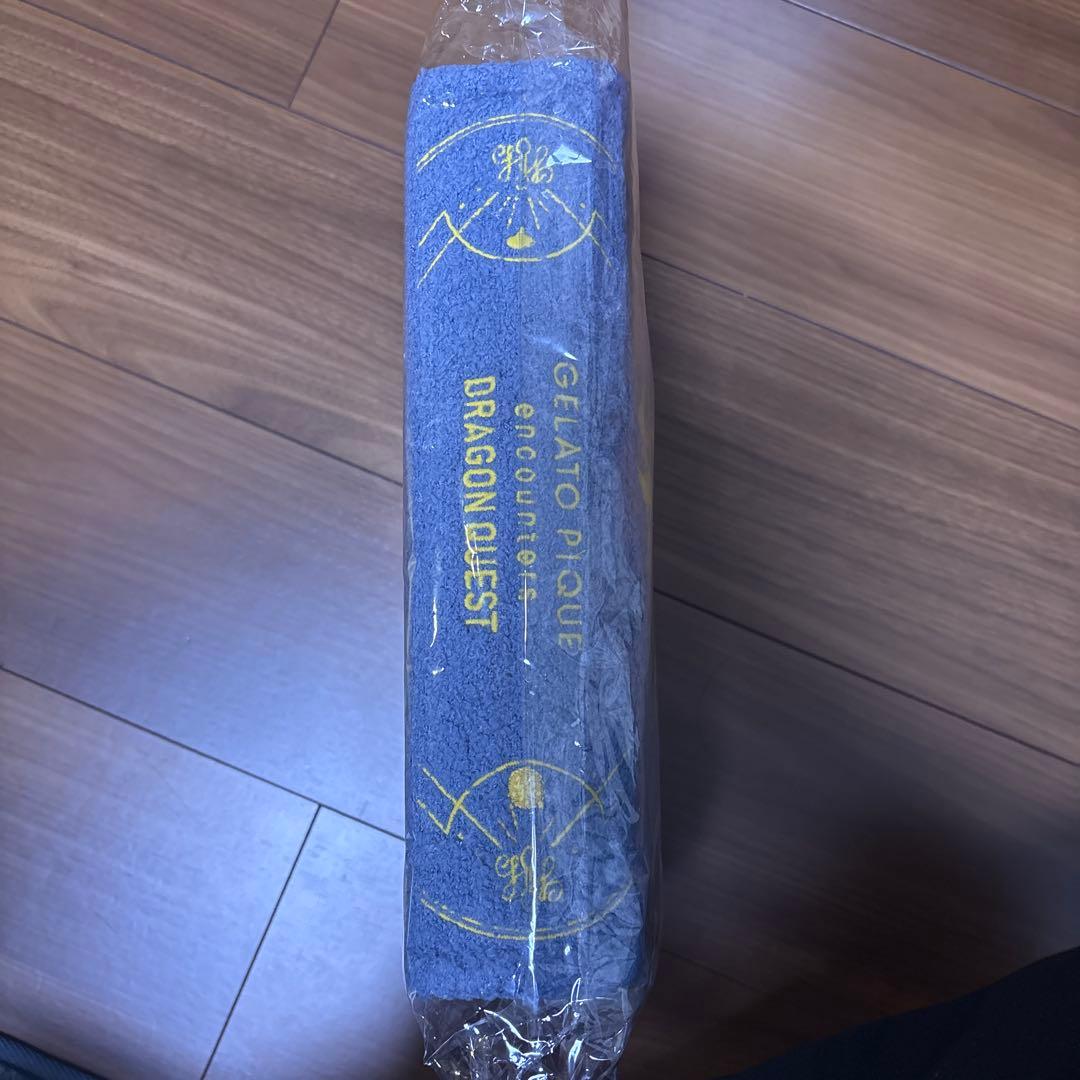 GELATO PIQUE
encounters
DRAGON QUEST